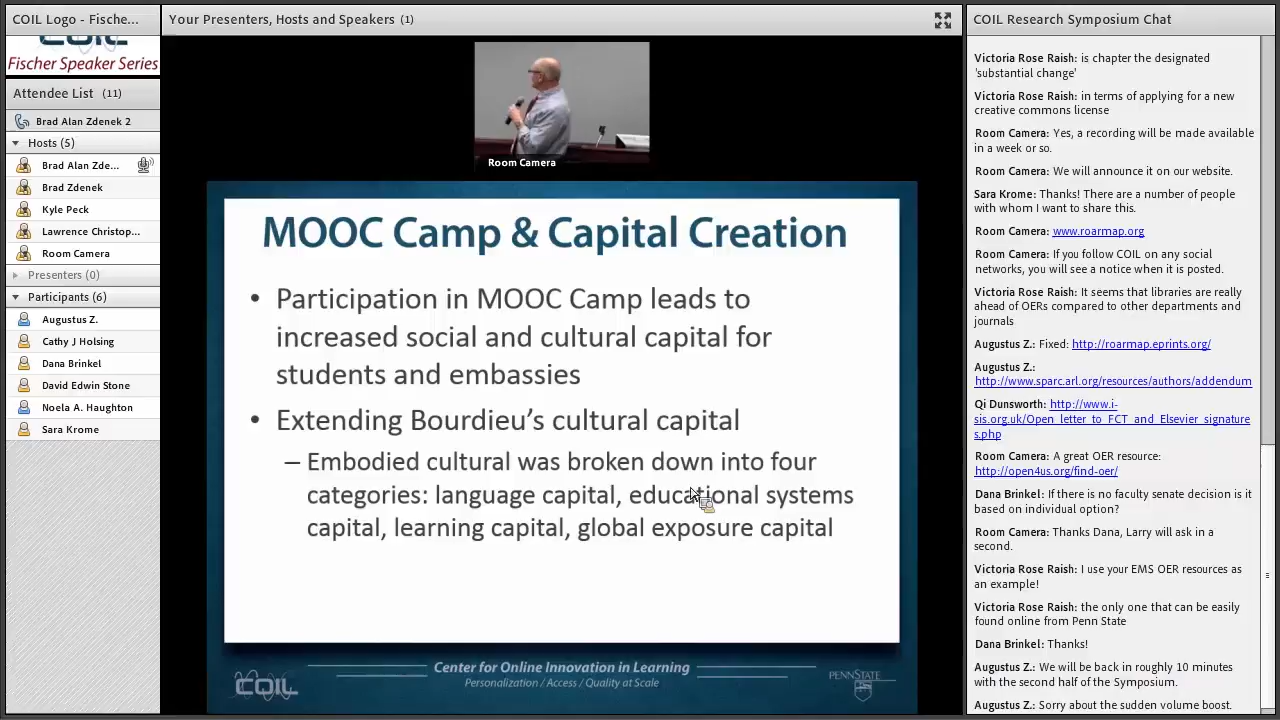 COIL Logo - Fische...
COIL
Fischer Speaker Series
Attendee List (11)
Brad Alan Zdenek 2
Hosts (5)
Brad Alan Zde...
Brad Zdenek
Kyle Peck
Lawrence Christop...
Room Camera
Presenters (0)
Participants (6)
Augustus Z.
Cathy J Holsing
Dana Brinkel
David Edwin Stone
Noela A. Haughton
Sara Krome
Your Presenters, Hosts and Speakers (1)
Room Camera
MOOC Camp & Capital Creation
• Participation in MOOC Camp leads to
increased social and cultural capital for
students and embassies
• Extending Bourdieu's cultural capital
– Embodied cultural was broken down into four
categories: language capital, educational systems
capital, learning capital, global exposure capital
COIL
Center for Online Innovation in Learning
Personalization / Access / Quality at Scale
PENNSTATE
COIL Research Symposium Chat
Victoria Rose Raish: is chapter the designated
'substantial change'
Victoria Rose Raish: in terms of applying for a new
creative commons license
Room Camera: Yes, a recording will be made available
in a week or so.
Room Camera: We will announce it on our website.
Sara Krome: Thanks! There are a number of people
with whom I want to share this.
Room Camera: www.roarmap.org
Room Camera: If you follow COIL on any social
networks, you will see a notice when it is posted.
Victoria Rose Raish: It seems that libraries are really
ahead of OERs compared to other departments and
journals
Augustus Z.: Fixed: http://roarmap.eprints.org/
Augustus Z.:
http://www.sparc.arl.org/resources/authors/addendum
Qi Dunsworth: http://www.i-
sis.org.uk/Open_letter_to_FCT_and_Elsevier_signature
s.php
Room Camera: A great OER resource:
http://open4us.org/find-oer/
Dana Brinkel: If there is no faculty senate decision is it
based on individual option?
Room Camera: Thanks Dana, Larry will ask in a
second.
Victoria Rose Raish: I use your EMS OER resources as
an example!
Victoria Rose Raish: the only one that can be easily
found online from Penn State
Dana Brinkel: Thanks!
Augustus Z.: We will be back in roughly 10 minutes
with the second half of the Symposium.
Augustus Z.: Sorry about the sudden volume boost.